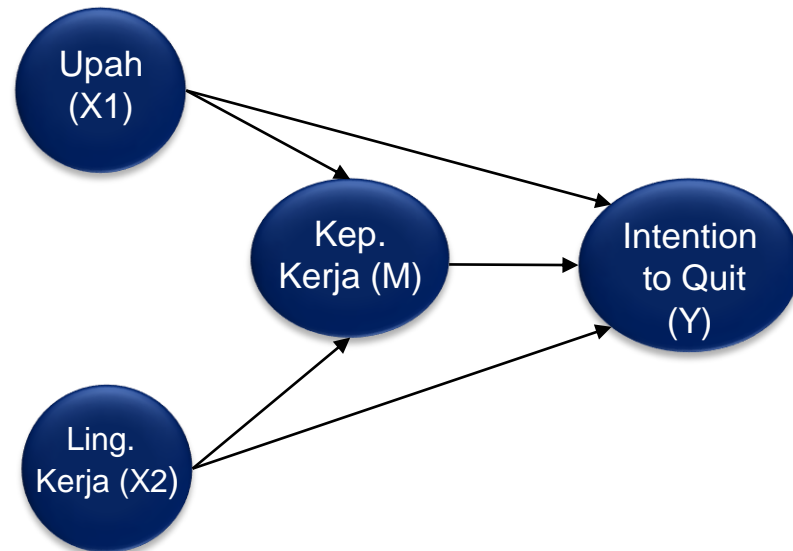 Upah
(X1)
Kep.
Kerja (M)
Intention
to Quit
(Y)
Ling.
Kerja (X2)